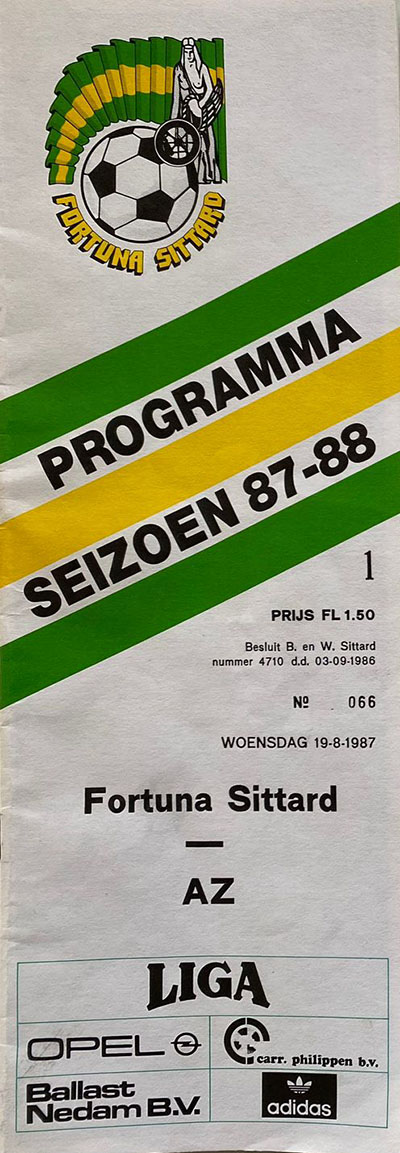 FORTUNA SITTARD
PROGRAMMA
SEIZOEN 87-88
1
PRIJS FL 1.50
Besluit B. en W. Sittard
nummer 4710 d.d. 03-09-1986
Nº 066
WOENSDAG 19-8-1987
Fortuna Sittard
—
AZ
LIGA
OPEL
carr. philippen b.v.
Ballast
Nedam B.V.
adidas